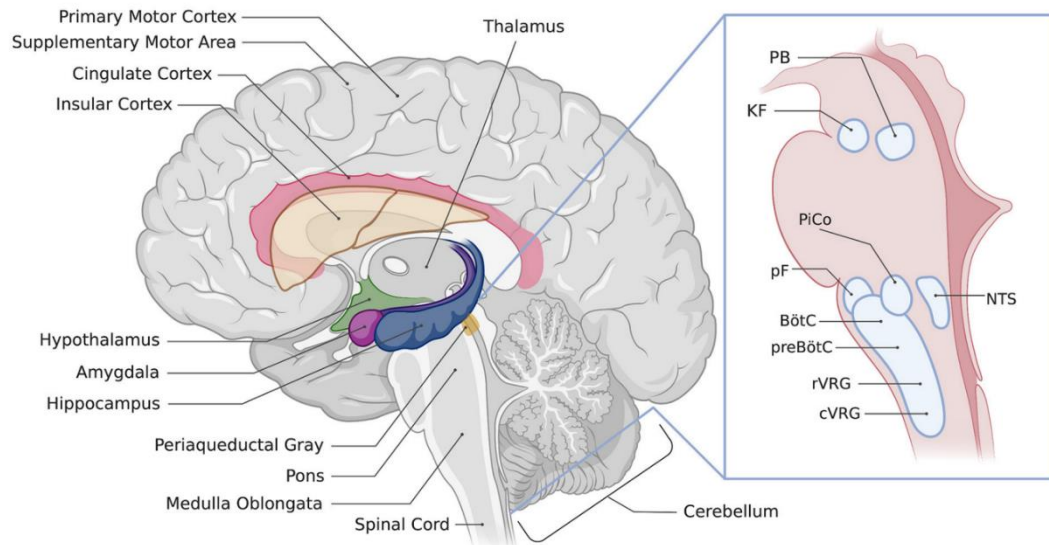 Primary Motor Cortex
Supplementary Motor Area
Cingulate Cortex
Insular Cortex
Thalamus
Hypothalamus
Amygdala
Hippocampus
Periaqueductal Gray
Pons
Medulla Oblongata
Spinal Cord
Cerebellum
PB
KF
PiCo
pF
NTS
BötC
preBötC
rVRG
cVRG